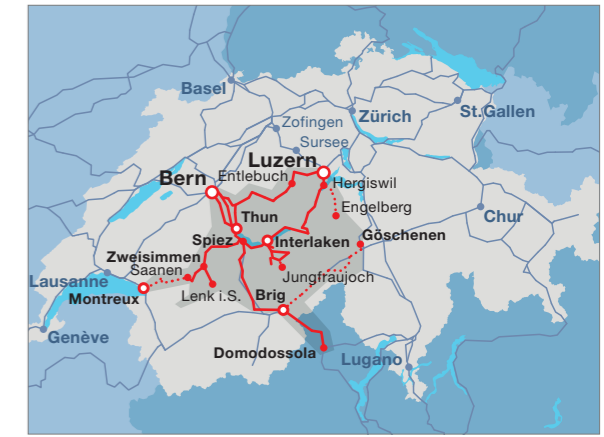 Basel
Zürich
St.Gallen
Zofingen
Sursee
Luzern
Bern
Entlebuch
Hergiswil
Engelberg
Thun
Chur
Spiez
Interlaken
Göschenen
Zweisimmen
Saanen
Jungfraujoch
Lausanne
Montreux
Lenk i.S.
Brig
Genève
Domodossola
Lugano